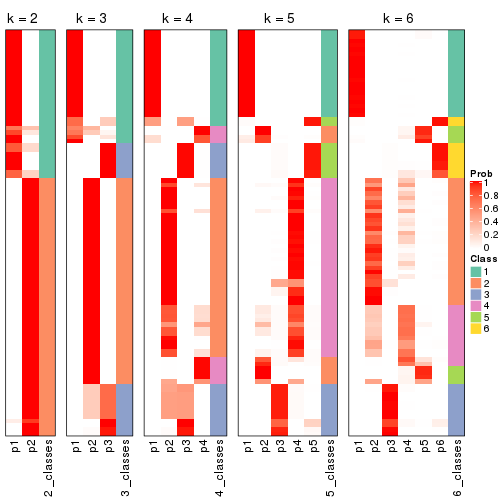 k = 2
k = 3
k = 4
k = 5
k = 6
Prob
1
0.8
0.6
0.4
0.2
0
Class
1
2
3
4
5
6
p1
p2
2_classes
p1
p2
p3
3_classes
p1
p2
p3
p4
4_classes
p1
p2
p3
p4
p5
5_classes
p1
p2
p3
p4
p5
p6
6_classes